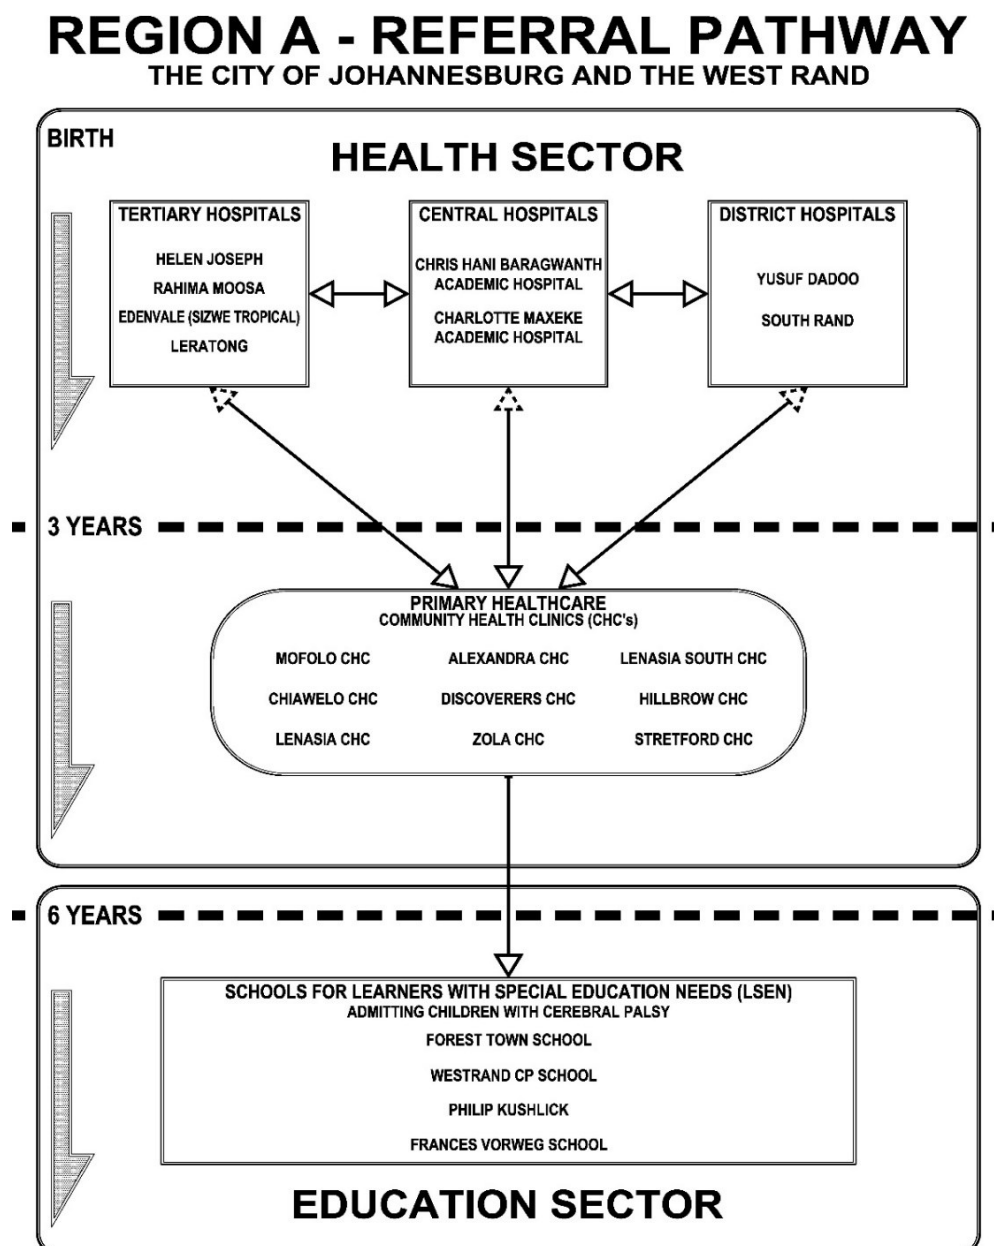 REGION A - REFERRAL PATHWAY
THE CITY OF JOHANNESBURG AND THE WEST RAND
BIRTH
HEALTH SECTOR
TERTIARY HOSPITALS
HELEN JOSEPH
RAHIMA MOOSA
EDENVALE (SIZWE TROPICAL)
LERATONG
CENTRAL HOSPITALS
CHRIS HANI BARAGWANTH
ACADEMIC HOSPITAL
CHARLOTTE MAXEKE
ACADEMIC HOSPITAL
DISTRICT HOSPITALS
YUSUF DADOO
SOUTH RAND
3 YEARS
PRIMARY HEALTHCARE
COMMUNITY HEALTH CLINICS (CHC's)
MOFOLO CHC
ALEXANDRA CHC
LENASIA SOUTH CHC
CHIAWELO CHC
DISCOVERERS CHC
HILLBROW CHC
LENASIA CHC
ZOLA CHC
STRETFORD CHC
6 YEARS
SCHOOLS FOR LEARNERS WITH SPECIAL EDUCATION NEEDS (LSEN)
ADMITTING CHILDREN WITH CEREBRAL PALSY
FOREST TOWN SCHOOL
WESTRAND CP SCHOOL
PHILIP KUSHLICK
FRANCES VORWEG SCHOOL
EDUCATION SECTOR